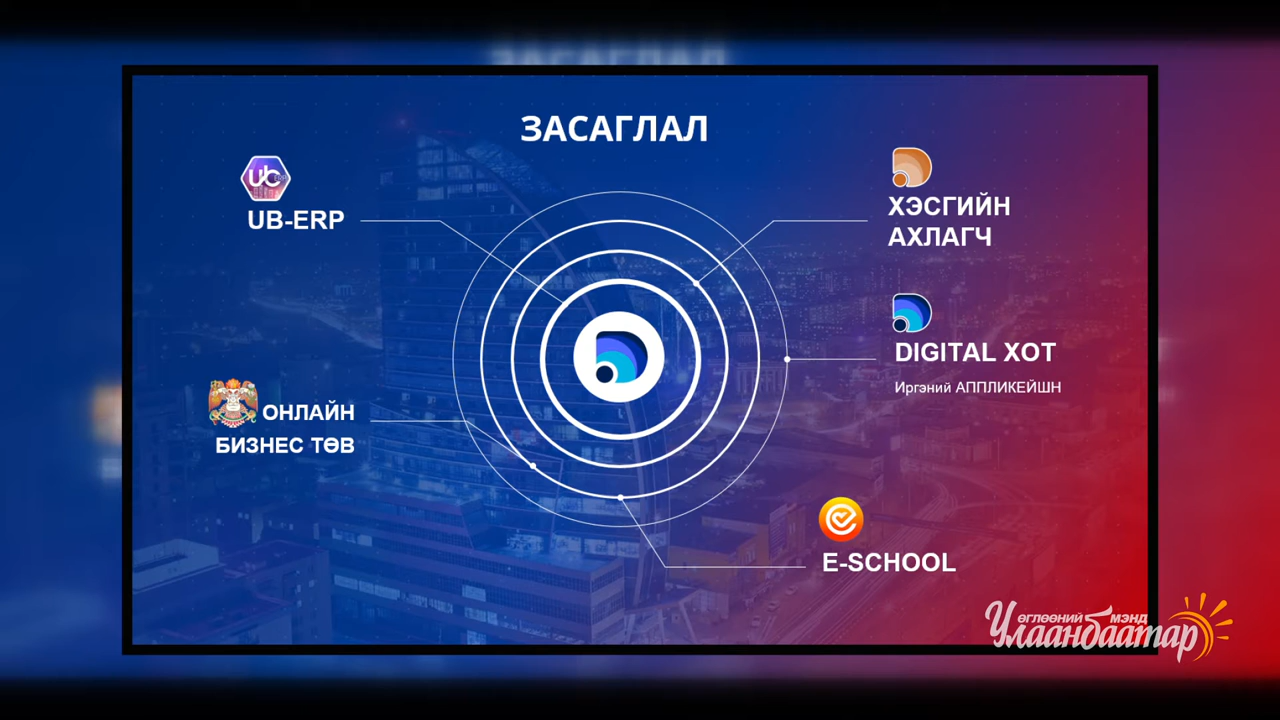 ЗАСАГЛАЛ
UB-ERP
ХЭСГИЙН
АХЛАГЧ
DIGITAL ХОТ
Иргэний АППЛИКЕЙШН
ОНЛАЙН
БИЗНЕС ТӨВ
E-SCHOOL
ӨГЛӨӨНИЙ МЭНД
Улаанбаатар